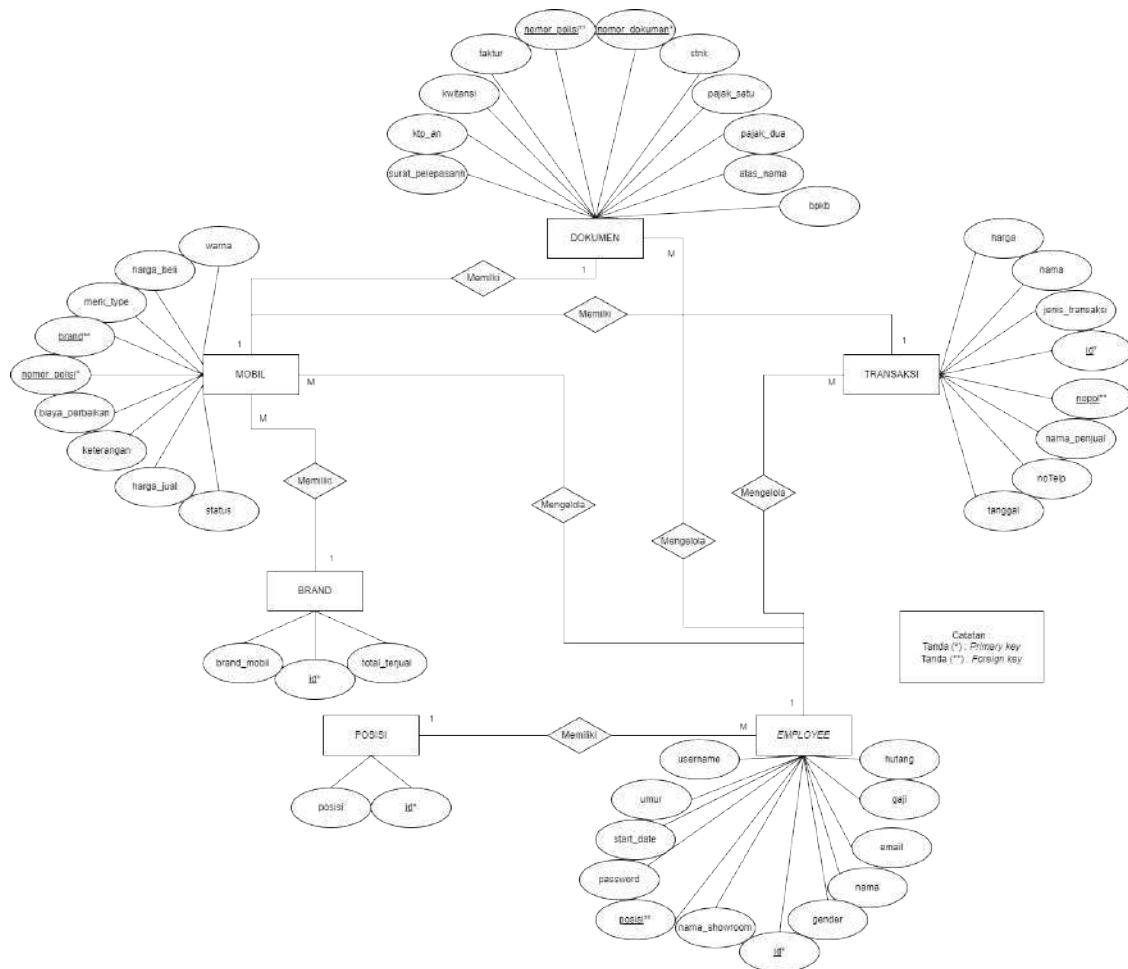 nomor_polisi**
nomor_dokuman*
faktur
stnk
kwitansi
pajak_satu
ktp_an
pajak_dua
surat_pelepasann
atas_nama
bpkb
DOKUMEN
1
M
warna
harga_beli
merk_type
brand**
nomor_polisi*
biaya_perbaikan
keterangan
harga_jual
status
MOBIL
1
M
M
Memilki
Memilki
harga
nama
jenis_transaksi
id*
nopol**
nama_penjual
noTelp
tanggal
TRANSAKSI
1
M
Memiliki
Mengelola
Mengelola
Mengelola
1
BRAND
brand_mobil
id*
total_terjual
Catatan :
Tanda (*) : Primary key
Tanda (**) : Foreign key
POSISI
1
Memiliki
M
1
EMPLOYEE
posisi
id*
username
hutang
umur
gaji
start_date
email
password
nama
posisi**
nama_showroom
gender
id*